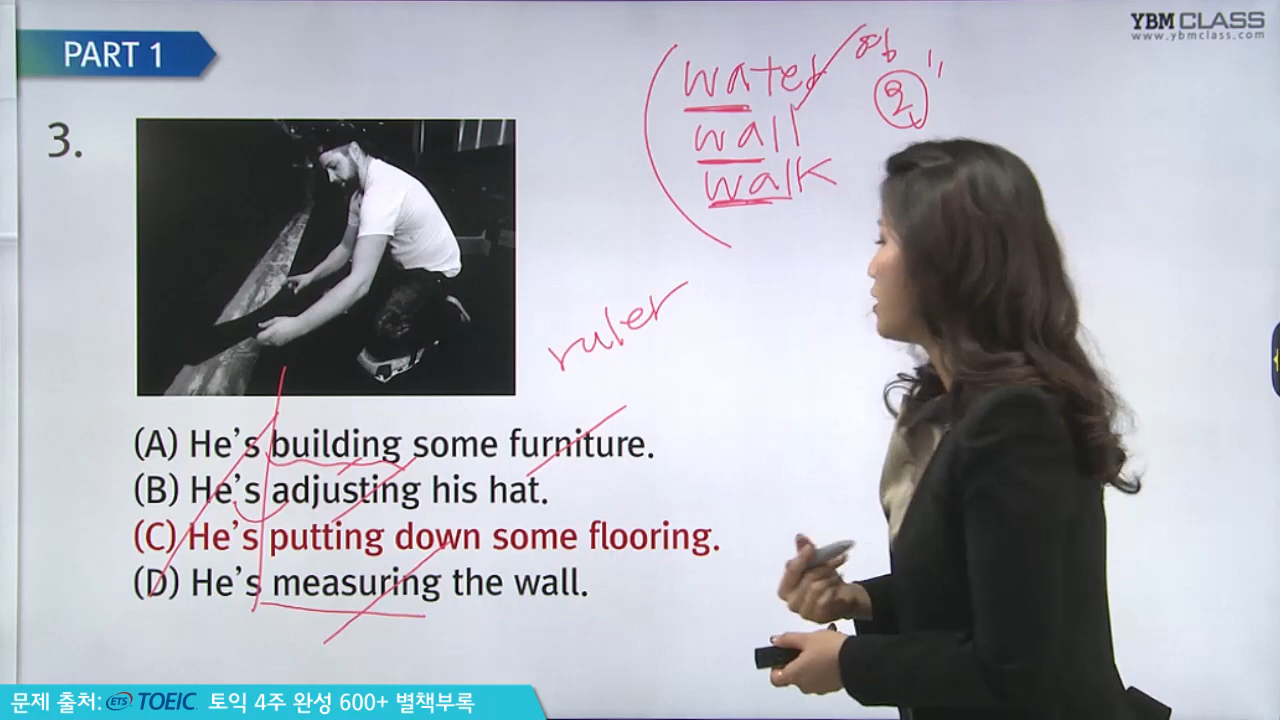 PART 1
YBM CLASS
www.ybmclass.com
water
wall
walk
3.
ruler
(A) He's building some furniture.
(B) He's adjusting his hat.
(C) He's putting down some flooring.
(D) He's measuring the wall.
문제 출처: ETS TOEIC 토익 4주 완성 600+ 별책부록